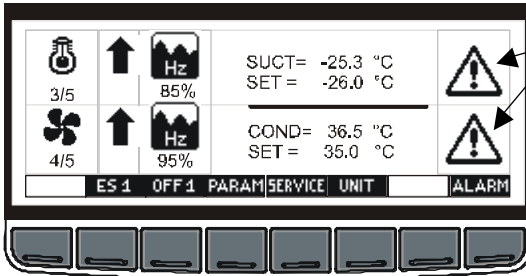 Hz
SUCT= -25.3 °C
SET = -26.0 °C
3/5
85%
Hz
COND= 36.5 °C
SET = 35.0 °C
4/5
95%
ES 1 OFF 1 PARAM SERVICE UNIT ALARM